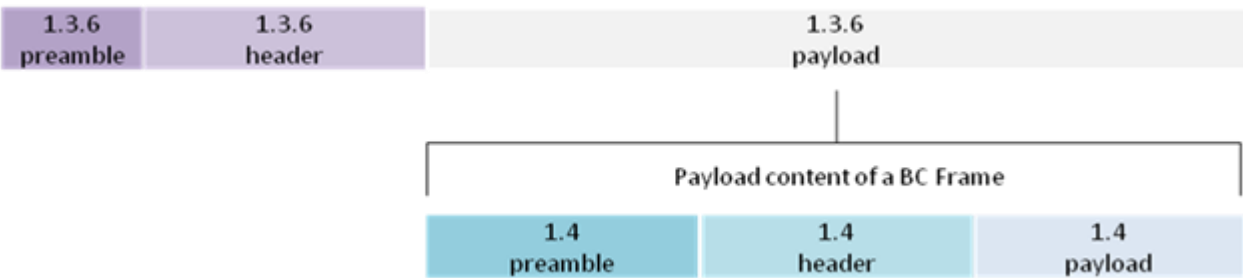 1.3.6
preamble
1.3.6
header
1.3.6
payload
Payload content of a BC Frame
1.4
preamble
1.4
header
1.4
payload